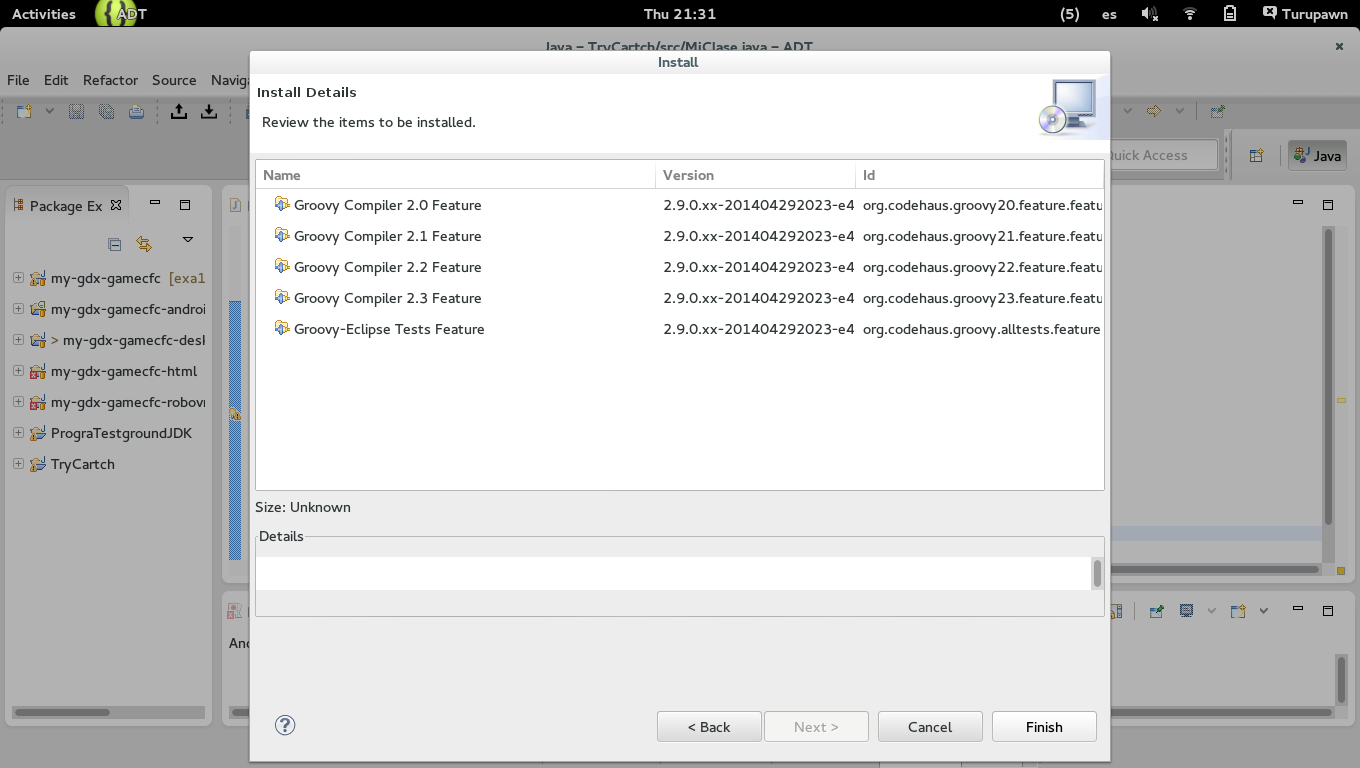 Activities ADT Thu 21:31 (5) es Turupawn
Java – TryCartch/src/MiClase.java – ADT
Install
File Edit Refactor Source
Install Details
Review the items to be installed.
Quick Access
Java
Name Version Id
Package Ex
Groovy Compiler 2.0 Feature 2.9.0.xx-201404292023-e4 org.codehaus.groovy20.feature.featu
Groovy Compiler 2.1 Feature 2.9.0.xx-201404292023-e4 org.codehaus.groovy21.feature.featu
Groovy Compiler 2.2 Feature 2.9.0.xx-201404292023-e4 org.codehaus.groovy22.feature.featu
Groovy Compiler 2.3 Feature 2.9.0.xx-201404292023-e4 org.codehaus.groovy23.feature.featu
Groovy-Eclipse Tests Feature 2.9.0.xx-201404292023-e4 org.codehaus.groovy.alltests.feature
my-gdx-gamecfc [exa1
my-gdx-gamecfc-androi
> my-gdx-gamecfc-desk
my-gdx-gamecfc-html
my-gdx-gamecfc-robovr
PrograTestgroundJDK
TryCartch
Size: Unknown
Details
< Back Next > Cancel Finish